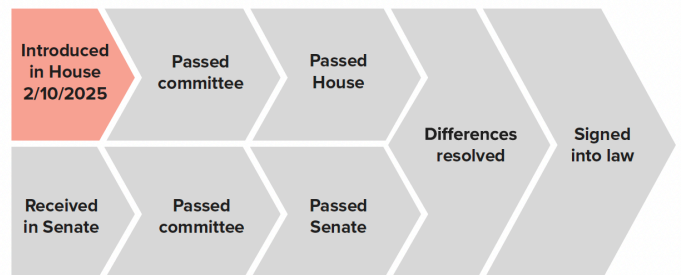 Introduced
in House
2/10/2025
Passed
committee
Passed
House
Differences
resolved
Signed
into law
Received
in Senate
Passed
committee
Passed
Senate